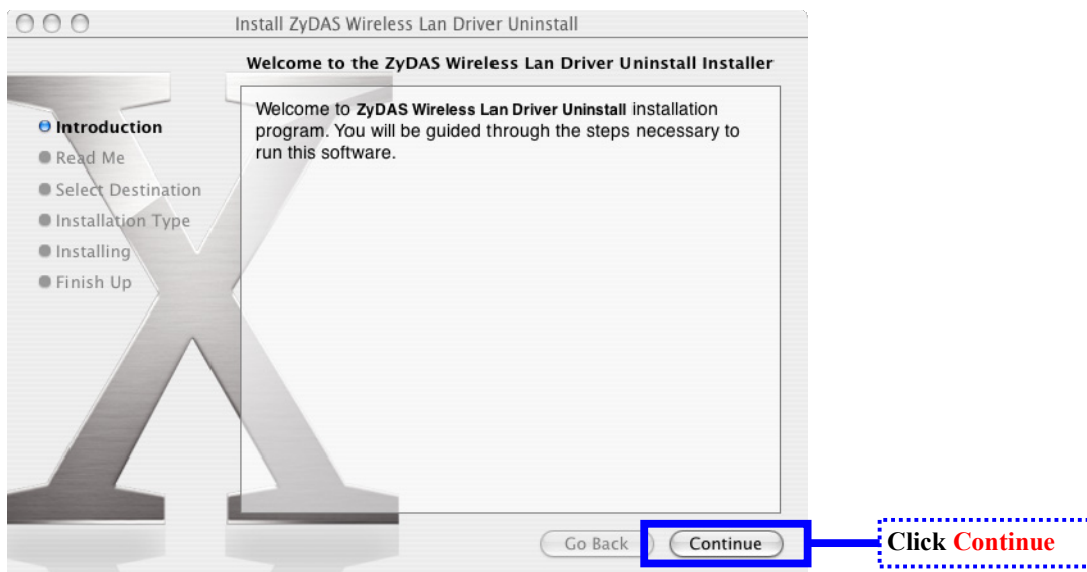 Install ZyDAS Wireless Lan Driver Uninstall
Welcome to the ZyDAS Wireless Lan Driver Uninstall Installer
Introduction
Read Me
Select Destination
Installation Type
Installing
Finish Up
Welcome to ZyDAS Wireless Lan Driver Uninstall installation
program. You will be guided through the steps necessary to
run this software.
Go Back
Continue
Click Continue